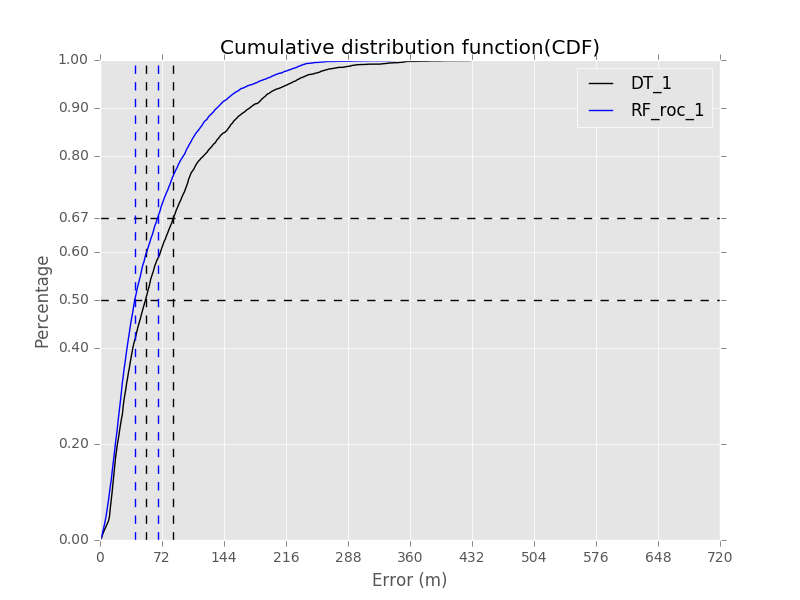 Cumulative distribution function(CDF)
1.00
0.90
0.80
0.67
0.60
0.50
0.40
0.20
0.00
Percentage
DT_1
RF_roc_1
0 72 144 216 288 360 432 504 576 648 720
Error (m)